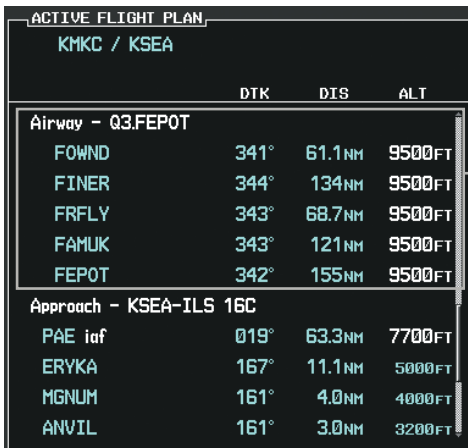 ACTIVE FLIGHT PLAN
KMKC / KSEA
DTK DIS ALT
Airway - Q3.FEPOT
FOWND 341° 61.1NM 9500FT
FINER 344° 134NM 9500FT
FRFLY 343° 68.7NM 9500FT
FAMUK 343° 121NM 9500FT
FEPOT 342° 155NM 9500FT
Approach - KSEA-ILS 16C
PAE iaf 019° 63.3NM 7700FT
ERYKA 167° 11.1NM 5000FT
MGNUM 161° 4.0NM 4000FT
ANVIL 161° 3.0NM 3200FT